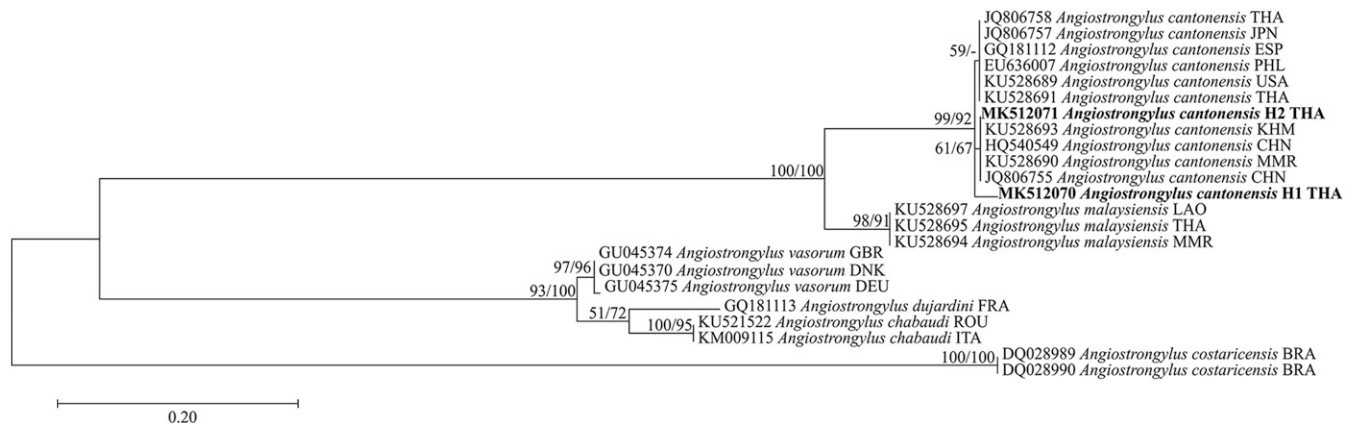 JQ806758 Angiostrongylus cantonensis THA
JQ806757 Angiostrongylus cantonensis JPN
59/-
GQ181112 Angiostrongylus cantonensis ESP
EU636007 Angiostrongylus cantonensis PHL
KU528689 Angiostrongylus cantonensis USA
KU528691 Angiostrongylus cantonensis THA
99/92
MK512071 Angiostrongylus cantonensis H2 THA
KU528693 Angiostrongylus cantonensis KHM
61/67
HQ540549 Angiostrongylus cantonensis CHN
KU528690 Angiostrongylus cantonensis MMR
100/100
JQ806755 Angiostrongylus cantonensis CHN
MK512070 Angiostrongylus cantonensis H1 THA
KU528697 Angiostrongylus malaysiensis LAO
98/91
KU528695 Angiostrongylus malaysiensis THA
KU528694 Angiostrongylus malaysiensis MMR
GU045374 Angiostrongylus vasorum GBR
97/96
GU045370 Angiostrongylus vasorum DNK
93/100
GU045375 Angiostrongylus vasorum DEU
GQ181113 Angiostrongylus dujardini FRA
51/72
KU521522 Angiostrongylus chabaudi ROU
100/95
KM009115 Angiostrongylus chabaudi ITA
100/100
DQ028989 Angiostrongylus costaricensis BRA
DQ028990 Angiostrongylus costaricensis BRA
0.20